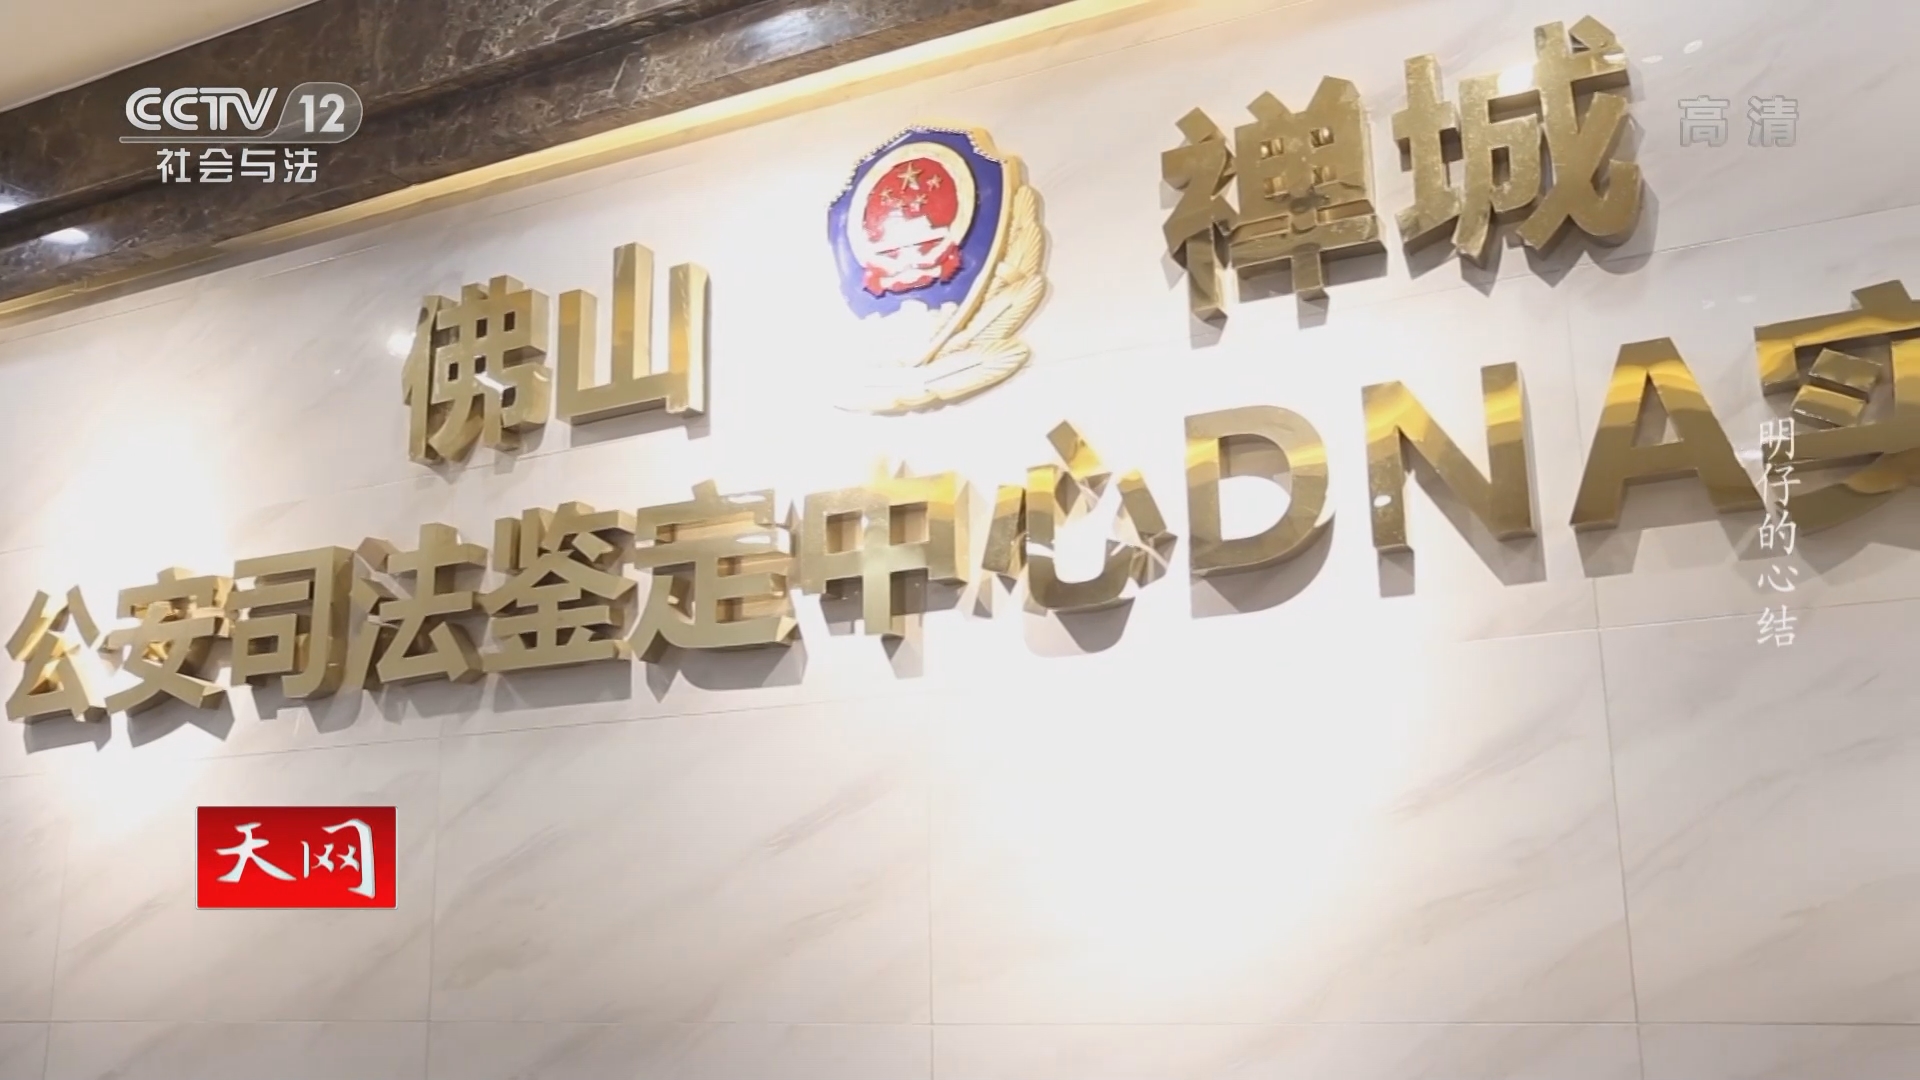 CCTV 12
社会与法
高清
佛山 禅城
公安司法鉴定中心DNA实
明仔的心结
天网